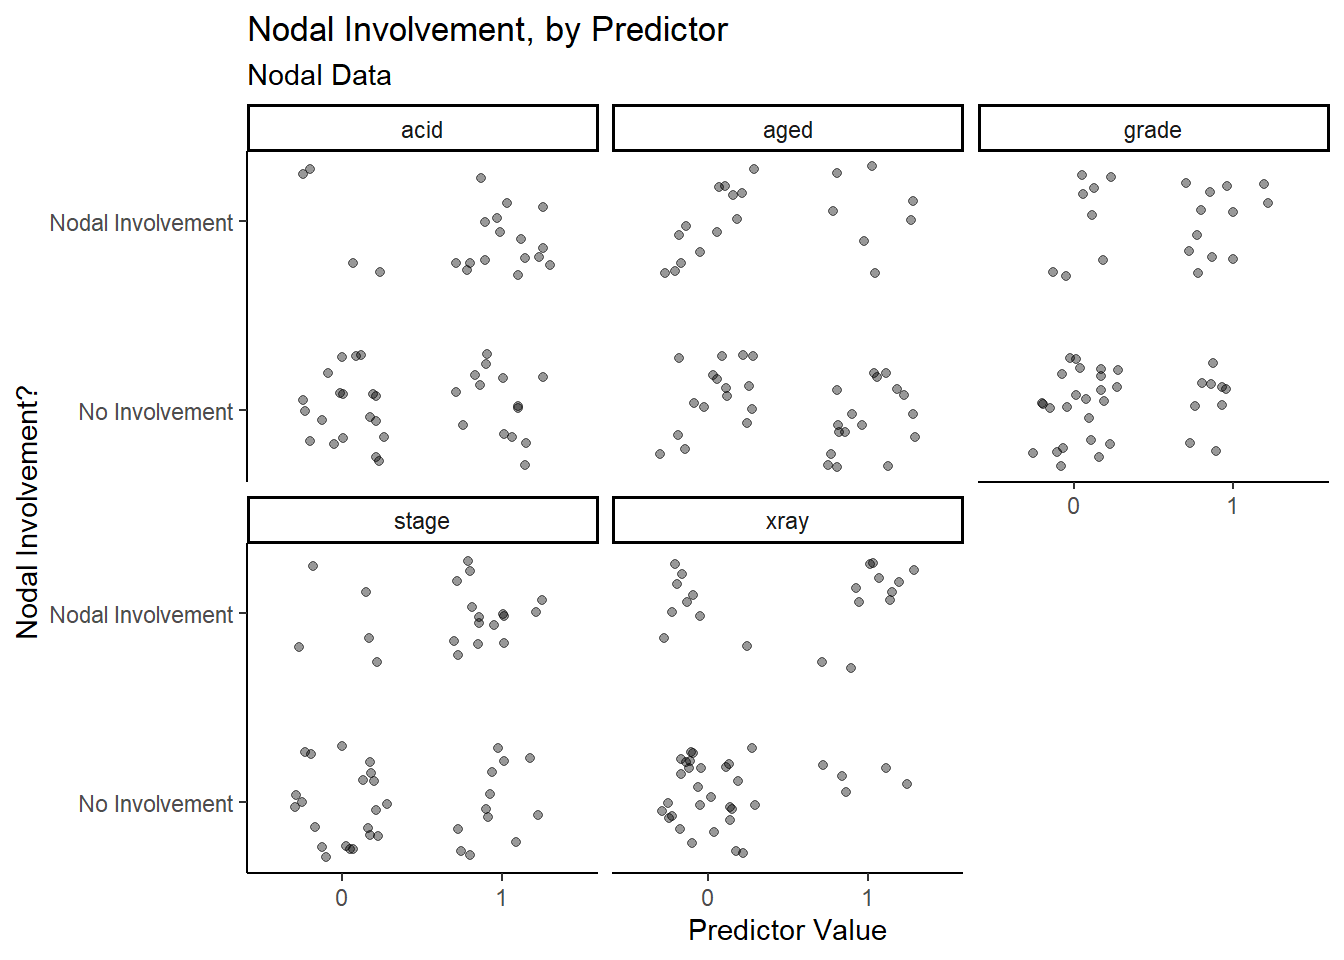 Nodal Involvement, by Predictor
Nodal Data
acid
aged
grade
Nodal Involvement
No Involvement
0
1
stage
xray
Nodal Involvement
No Involvement
0
1
0
1
Nodal Involvement?
Predictor Value